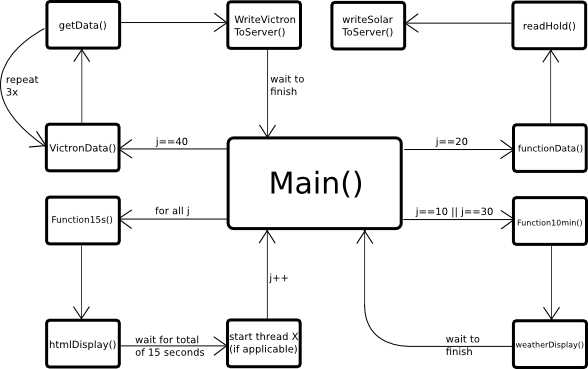 getData()
WriteVictron
ToServer()
writeSolar
ToServer()
readHold()
repeat
3x
wait to
finish
VictronData()
j==40
Main()
j==20
functionData()
Function15s()
for all j
j==10 || j==30
Function10min()
j++
htmlDisplay()
wait for total
of 15 seconds
start thread X
(if applicable)
wait to
finish
weatherDisplay()